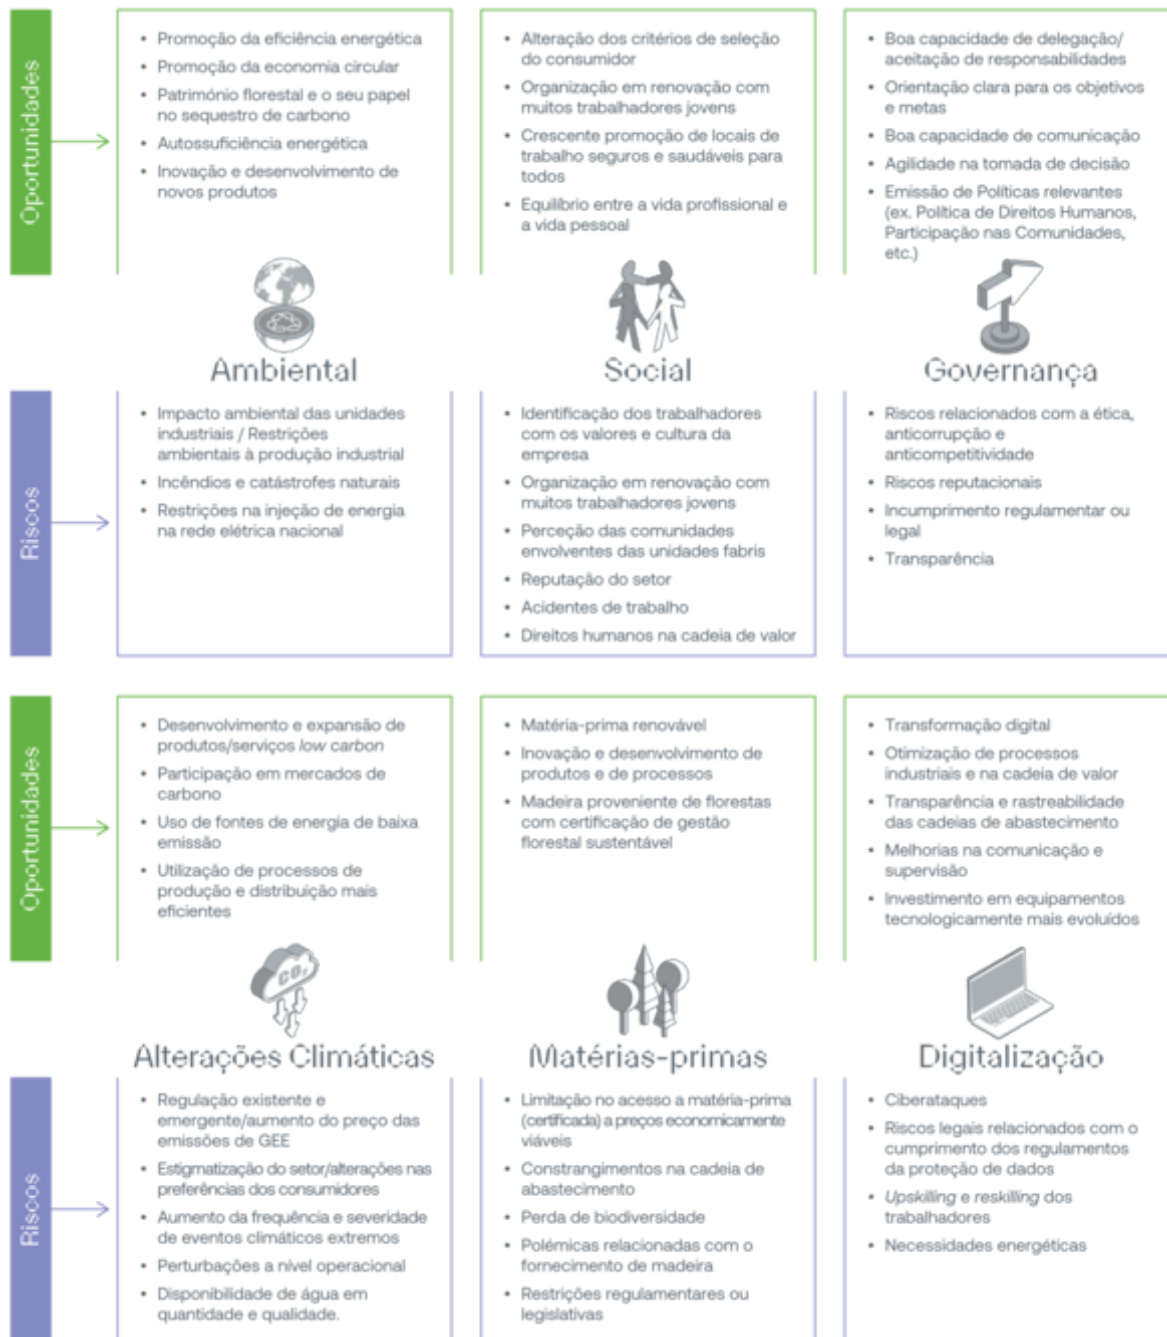 Oportunidades
• Promoção da eficiência energética
• Promoção da economia circular
• Património florestal e o seu papel
no sequestro de carbono
• Autossuficiência energética
• Inovação e desenvolvimento de
novos produtos
• Alteração dos critérios de seleção
do consumidor
• Organização em renovação com
muitos trabalhadores jovens
• Crescente promoção de locais de
trabalho seguros e saudáveis para
todos
• Equilíbrio entre a vida profissional e
a vida pessoal
• Boa capacidade de delegação/
aceitação de responsabilidades
• Orientação clara para os objetivos
e metas
• Boa capacidade de comunicação
• Agilidade na tomada de decisão
• Emissão de Políticas relevantes
(ex. Política de Direitos Humanos,
Participação nas Comunidades,
etc.)
Ambiental
Social
Governança
Riscos
• Impacto ambiental das unidades
industriais / Restrições
ambientais à produção industrial
• Incêndios e catástrofes naturais
• Restrições na injeção de energia
na rede elétrica nacional
• Identificação dos trabalhadores
com os valores e cultura da
empresa
• Organização em renovação com
muitos trabalhadores jovens
• Perceção das comunidades
envolventes das unidades fabris
• Reputação do setor
• Acidentes de trabalho
• Direitos humanos na cadeia de valor
• Riscos relacionados com a ética,
anticorrupção e
anticompetitividade
• Riscos reputacionais
• Incumprimento regulamentar ou
legal
• Transparência
Oportunidades
• Desenvolvimento e expansão de
produtos/serviços low carbon
• Participação em mercados de
carbono
• Uso de fontes de energia de baixa
emissão
• Utilização de processos de
produção e distribuição mais
eficientes
• Matéria-prima renovável
• Inovação e desenvolvimento de
produtos e de processos
• Madeira proveniente de florestas
com certificação de gestão
florestal sustentável
• Transformação digital
• Otimização de processos
industriais e na cadeia de valor
• Transparência e rastreabilidade
das cadeias de abastecimento
• Melhorias na comunicação e
supervisão
• Investimento em equipamentos
tecnologicamente mais evoluídos
CO₂
Alterações Climáticas
Matérias-primas
Digitalização
Riscos
• Regulação existente e
emergente/aumento do preço das
emissões de GEE
• Estigmatização do setor/alterações nas
preferências dos consumidores
• Aumento da frequência e severidade
de eventos climáticos extremos
• Perturbações a nível operacional
• Disponibilidade de água em
quantidade e qualidade.
• Limitação no acesso a matéria-prima
(certificada) a preços economicamente
viáveis
• Constrangimentos na cadeia de
abastecimento
• Perda de biodiversidade
• Polémicas relacionadas com o
fornecimento de madeira
• Restrições regulamentares ou
legislativas
• Ciberataques
• Riscos legais relacionados com o
cumprimento dos regulamentos
da proteção de dados
• Upskilling e reskilling dos
trabalhadores
• Necessidades energéticas